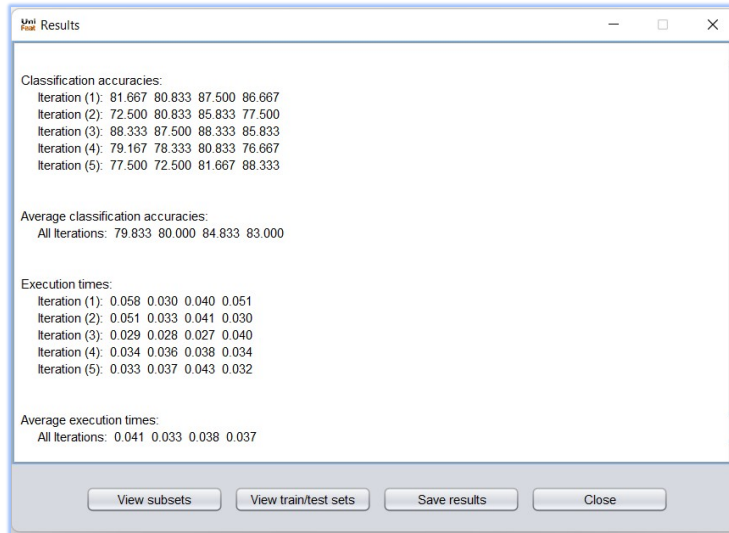 Uni
Feat Results
Classification accuracies:
Iteration (1): 81.667 80.833 87.500 86.667
Iteration (2): 72.500 80.833 85.833 77.500
Iteration (3): 88.333 87.500 88.333 85.833
Iteration (4): 79.167 78.333 80.833 76.667
Iteration (5): 77.500 72.500 81.667 88.333
Average classification accuracies:
All Iterations: 79.833 80.000 84.833 83.000
Execution times:
Iteration (1): 0.058 0.030 0.040 0.051
Iteration (2): 0.051 0.033 0.041 0.030
Iteration (3): 0.029 0.028 0.027 0.040
Iteration (4): 0.034 0.036 0.038 0.034
Iteration (5): 0.033 0.037 0.043 0.032
Average execution times:
All Iterations: 0.041 0.033 0.038 0.037
View subsets View train/test sets Save results Close